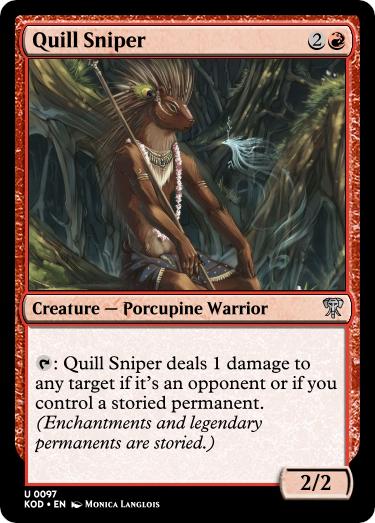 Quill Sniper 2
Creature — Porcupine Warrior
: Quill Sniper deals 1 damage to
any target if it's an opponent or if you
control a storied permanent.
(Enchantments and legendary
permanents are storied.)
2/2
U 0097
KOD • EN Monica Langlois